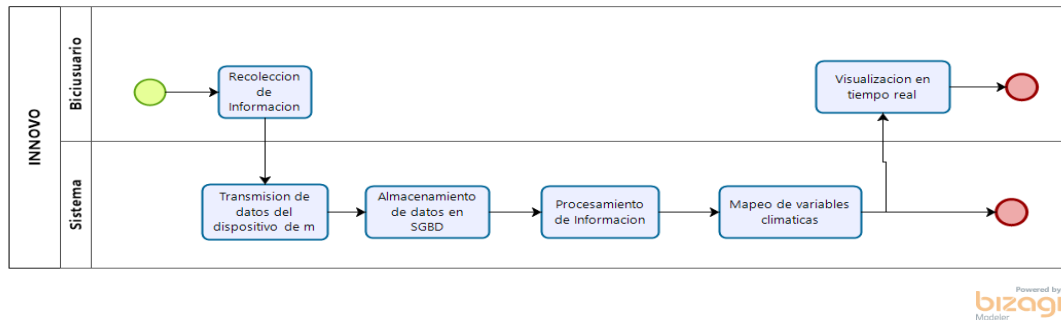 INNOVO
Biciusuario
Recoleccion
de
Informacion
Visualizacion en
tiempo real
Sistema
Transmision de
datos del
dispositivo de m
Almacenamiento
de datos en
SGBD
Procesamiento
de Informacion
Mapeo de variables
climaticas
Powered by
bizagi
Modeler